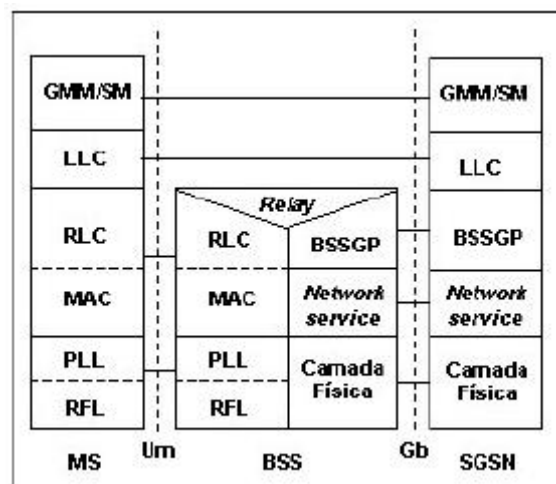 GMM/SM
GMM/SM
LLC
LLC
Relay
RLC
RLC
BSSGP
BSSGP
MAC
MAC
Network
service
Network
service
PLL
PLL
Camada
Física
Camada
Física
RFL
RFL
MS
Um
BSS
Gb
SGSN